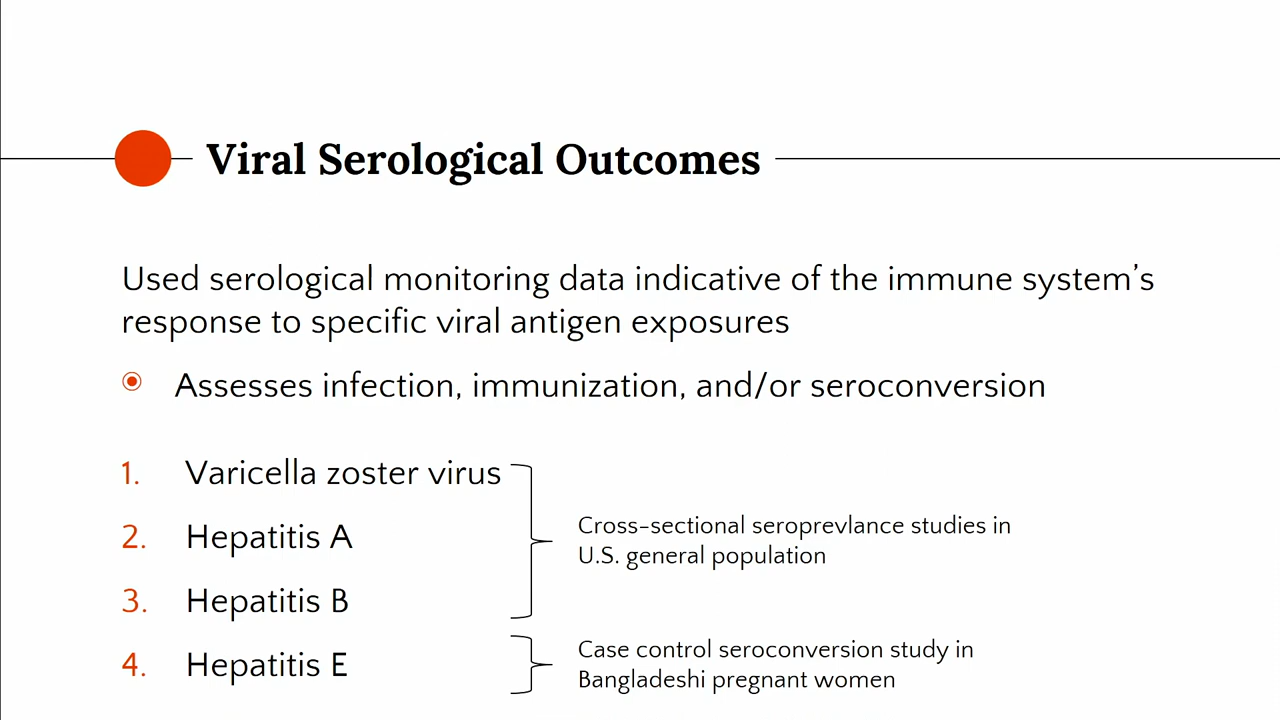 Viral Serological Outcomes
Used serological monitoring data indicative of the immune system’s
response to specific viral antigen exposures
Assesses infection, immunization, and/or seroconversion
1. Varicella zoster virus
2. Hepatitis A
3. Hepatitis B
Cross-sectional seroprevlance studies in
U.S. general population
4. Hepatitis E
Case control seroconversion study in
Bangladeshi pregnant women